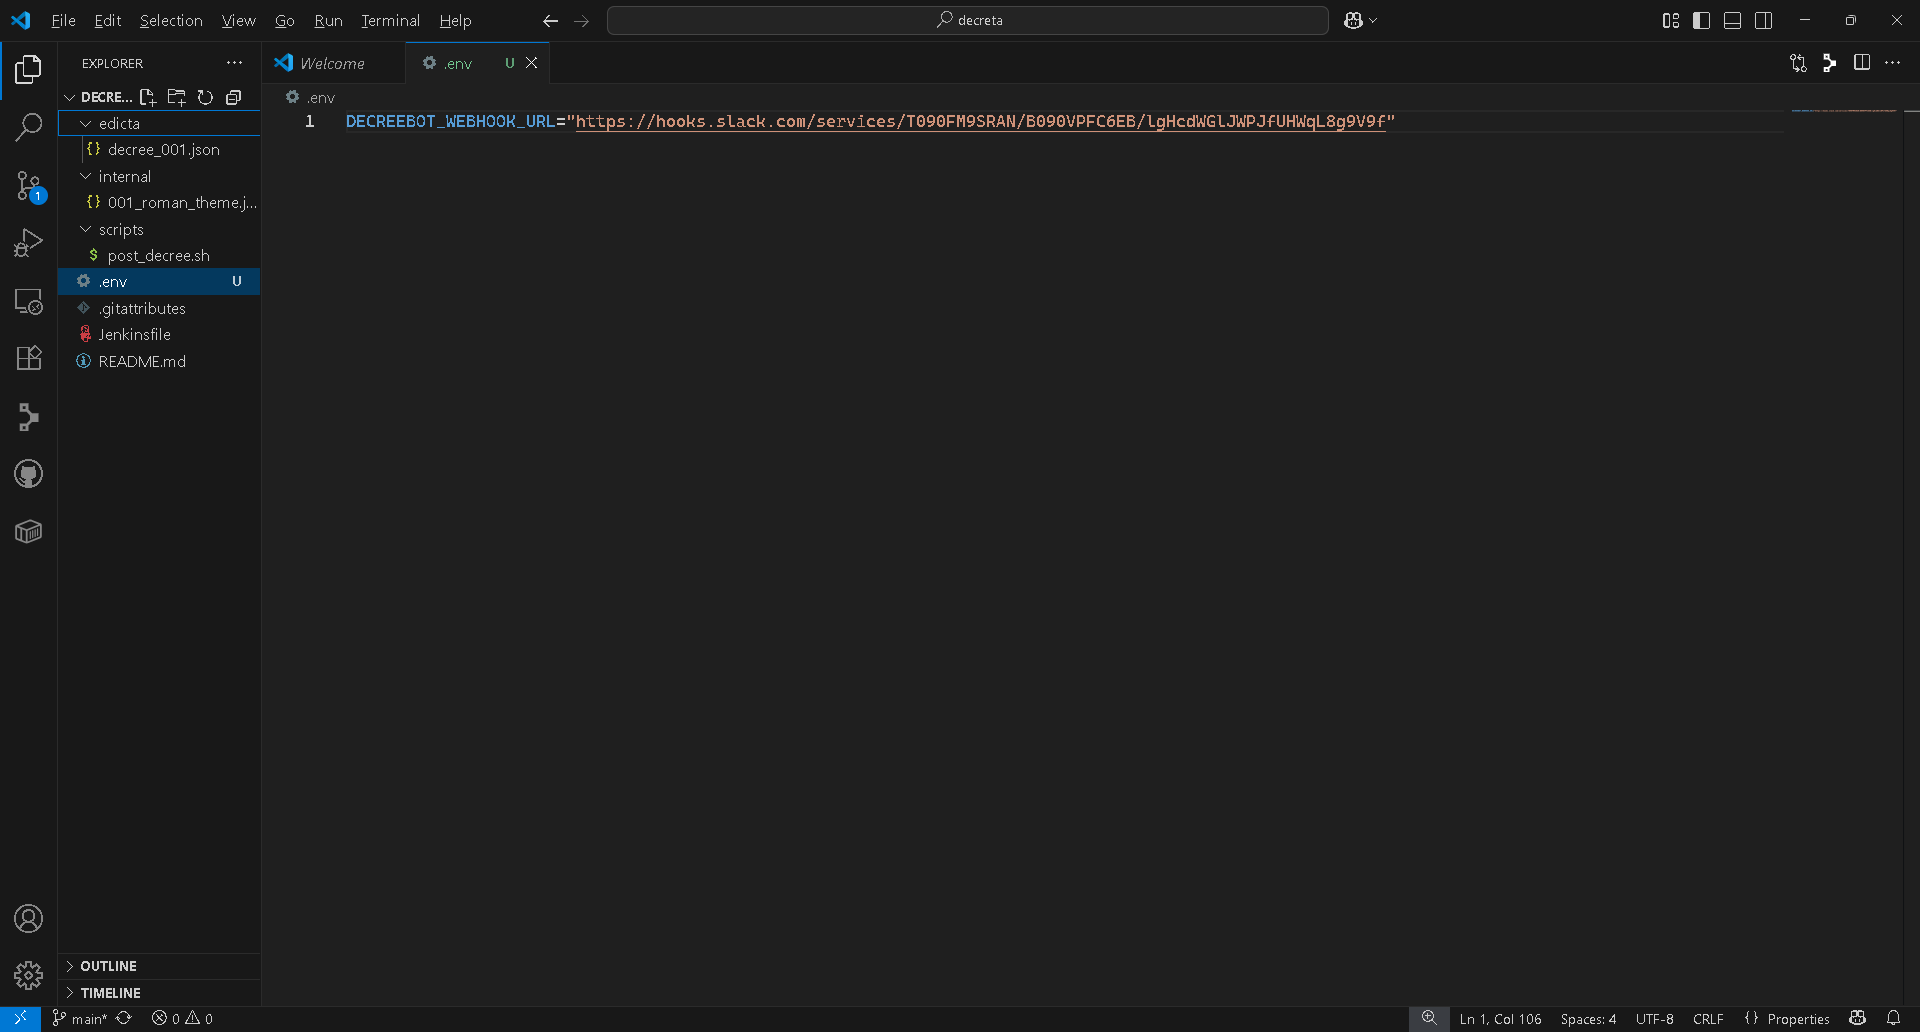 File Edit Selection View Go Run Terminal Help
decreta
EXPLORER
Welcome
.env U
DECRE...
edicta
decree_001.json
internal
001_roman_theme.j...
scripts
post_decree.sh
.env U
.gitattributes
Jenkinsfile
README.md
.env
1 DECREEBOT_WEBHOOK_URL="https://hooks.slack.com/services/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"
1
OUTLINE
TIMELINE
main* 0 0
Ln 1, Col 106 Spaces: 4 UTF-8 CRLF {} Properties